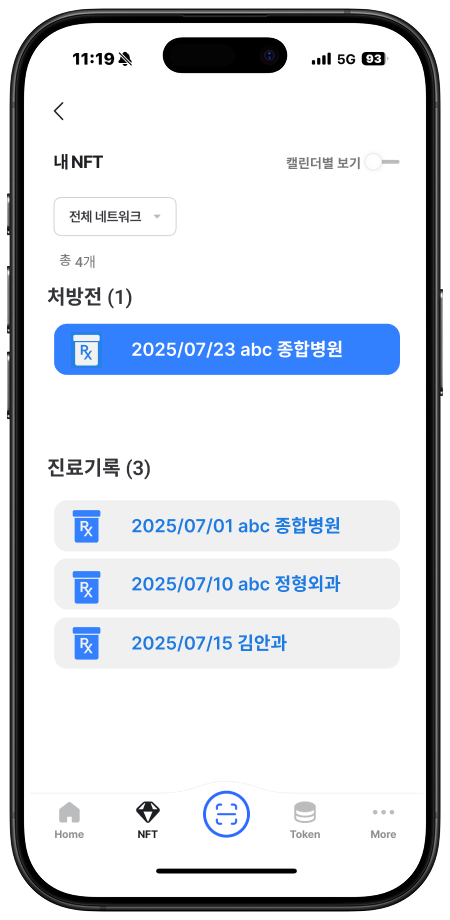 11:19
5G
93
내 NFT
캘린더별 보기
전체 네트워크
총 4개
처방전 (1)
Rx 2025/07/23 abc 종합병원
진료기록 (3)
Rx 2025/07/01 abc 종합병원
Rx 2025/07/10 abc 정형외과
Rx 2025/07/15 김안과
Home
NFT
Token
More